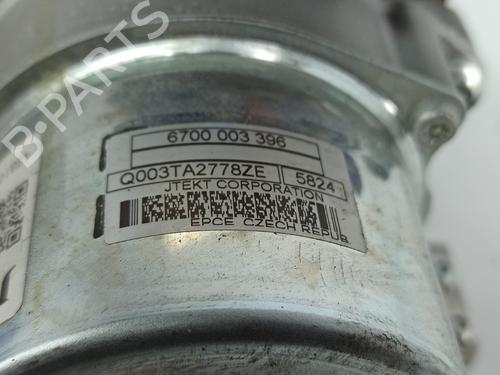 6700 003 396
Q003TA2778ZE 5824
JTEKT CORPORATION
EPCE CZECH REPUB
B-PARTS